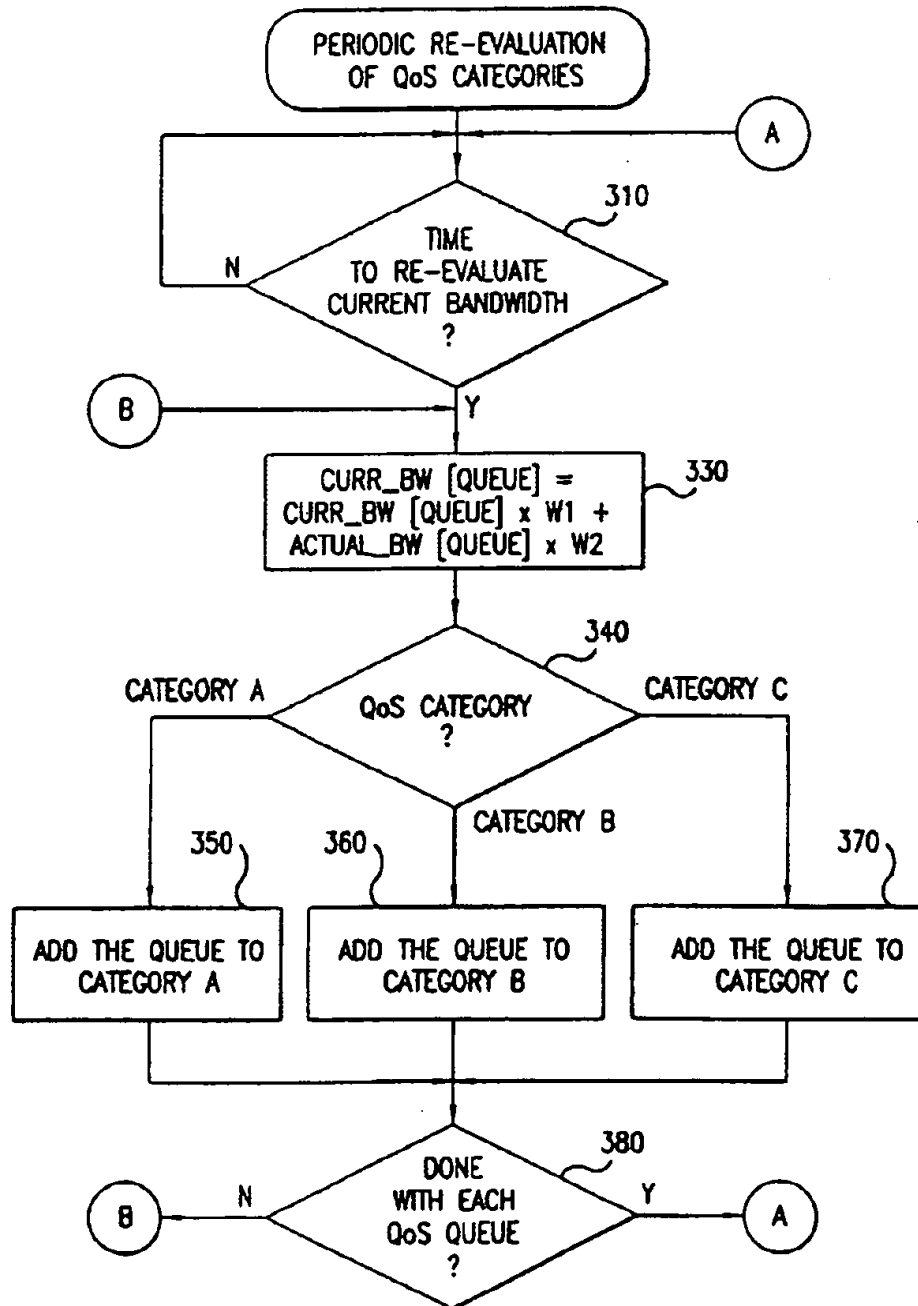 PERIODIC RE-EVALUATION
OF QoS CATEGORIES
A
310
TIME
TO RE-EVALUATE
CURRENT BANDWIDTH
?
N
B
Y
CURR_BW [QUEUE] =
CURR_BW [QUEUE] x W1 +
ACTUAL_BW [QUEUE] x W2
330
340
CATEGORY A
QoS CATEGORY
?
CATEGORY C
CATEGORY B
350
360
370
ADD THE QUEUE TO
CATEGORY A
ADD THE QUEUE TO
CATEGORY B
ADD THE QUEUE TO
CATEGORY C
380
DONE
WITH EACH
QoS QUEUE
?
N
B
Y
A